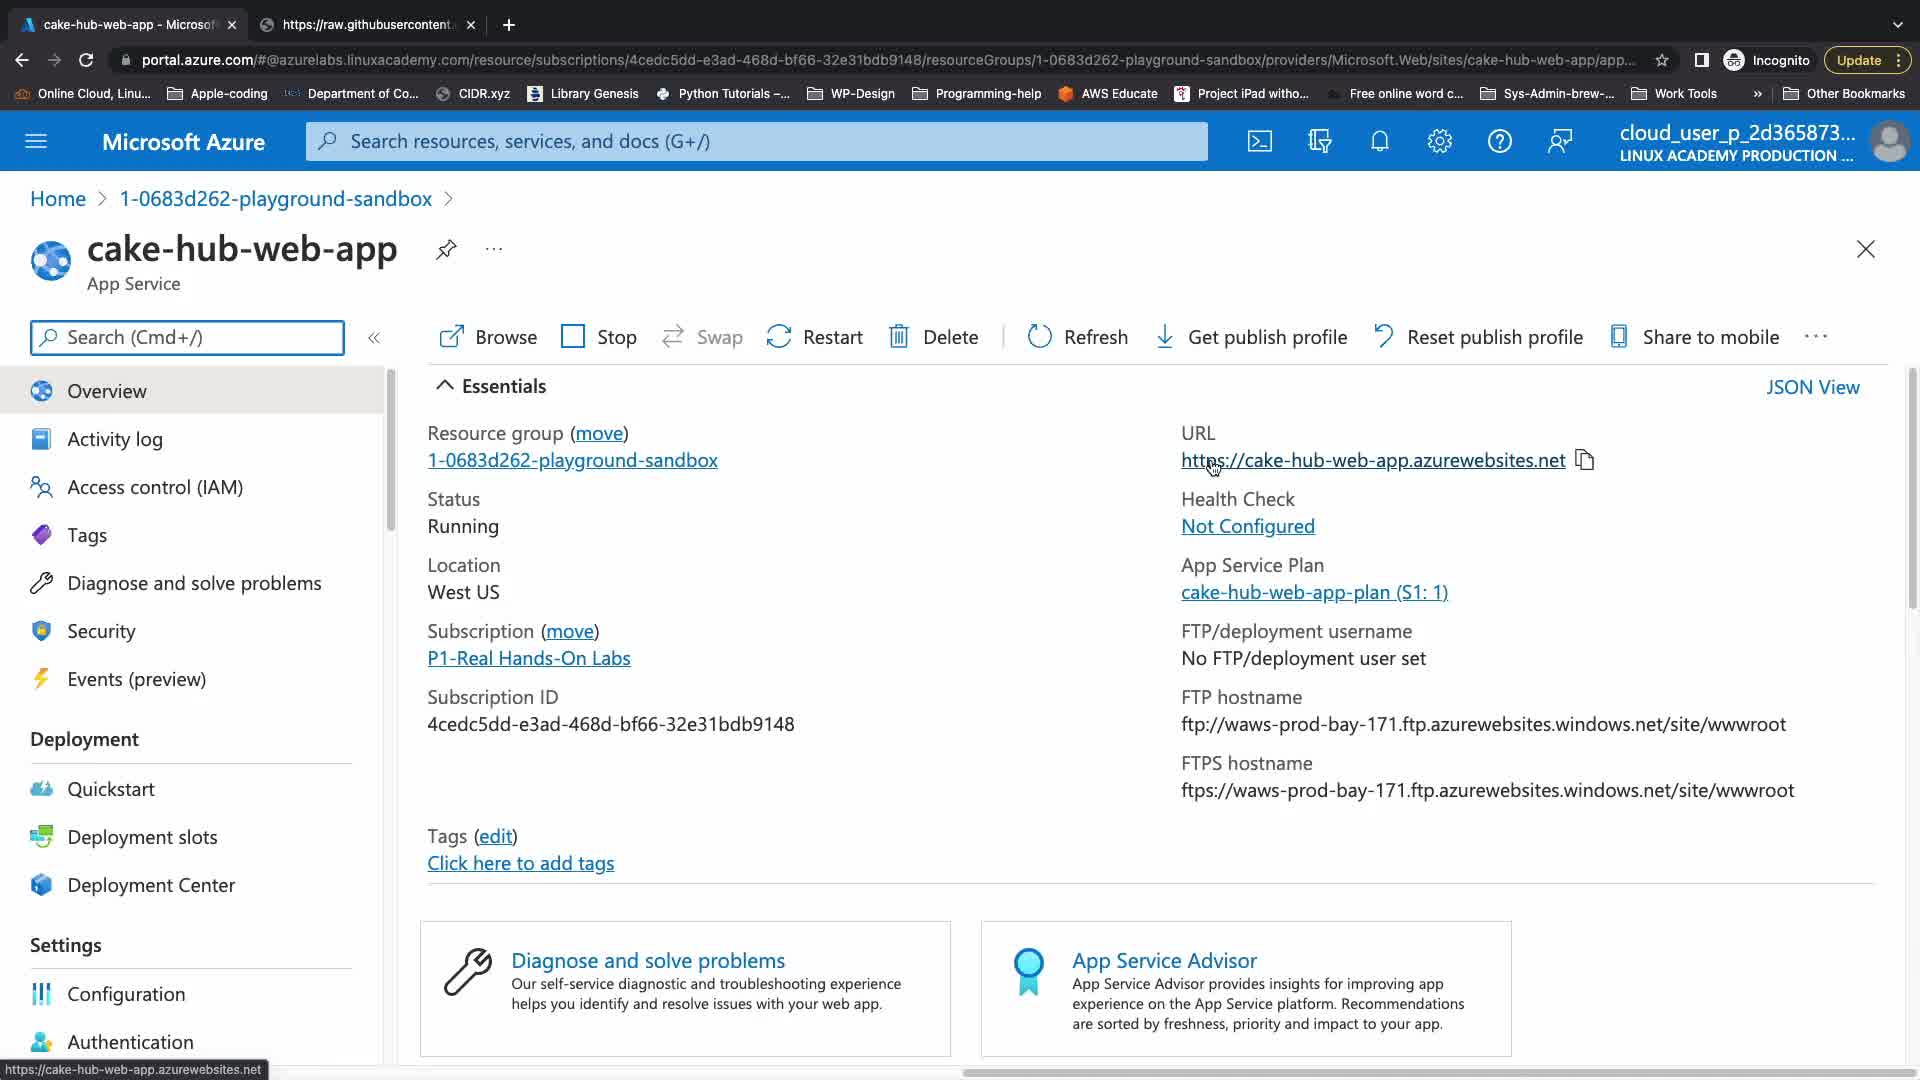 cake-hub-web-app - Microsof
https://raw.githubusercontent.
portal.azure.com/#@azurelabs.linuxacademy.com/resource/subscriptions/4cedc5dd-e3ad-468d-bf66-32e31bdb9148/resourceGroups/1-0683d262-playground-sandbox/providers/Microsoft.Web/sites/cake-hub-web-app/app...
Incognito
Update
Online Cloud, Linu...
Apple-coding
Department of Co...
CIDR.xyz
Library Genesis
Python Tutorials –...
WP-Design
Programming-help
AWS Educate
Project iPad witho...
Free online word c...
Sys-Admin-brew-...
Work Tools
»
Other Bookmarks
Microsoft Azure
Search resources, services, and docs (G+/)
cloud_user_p_2d365873...
LINUX ACADEMY PRODUCTION ...
Home > 1-0683d262-playground-sandbox >
cake-hub-web-app
...
App Service
Search (Cmd+/)
«
Browse
Stop
Swap
Restart
Delete
Refresh
Get publish profile
Reset publish profile
Share to mobile
...
Overview
Activity log
Access control (IAM)
Tags
Diagnose and solve problems
Security
Events (preview)
Deployment
Quickstart
Deployment slots
Deployment Center
Settings
Configuration
Authentication
Essentials
JSON View
Resource group (move)
1-0683d262-playground-sandbox
Status
Running
Location
West US
Subscription (move)
P1-Real Hands-On Labs
Subscription ID
4cedc5dd-e3ad-468d-bf66-32e31bdb9148
URL
https://cake-hub-web-app.azurewebsites.net
Health Check
Not Configured
App Service Plan
cake-hub-web-app-plan (S1: 1)
FTP/deployment username
No FTP/deployment user set
FTP hostname
ftp://waws-prod-bay-171.ftp.azurewebsites.windows.net/site/wwwroot
FTPS hostname
ftps://waws-prod-bay-171.ftp.azurewebsites.windows.net/site/wwwroot
Tags (edit)
Click here to add tags
Diagnose and solve problems
Our self-service diagnostic and troubleshooting experience
helps you identify and resolve issues with your web app.
App Service Advisor
App Service Advisor provides insights for improving app
experience on the App Service platform. Recommendations
are sorted by freshness, priority and impact to your app.
https://cake-hub-web-app.azurewebsites.net